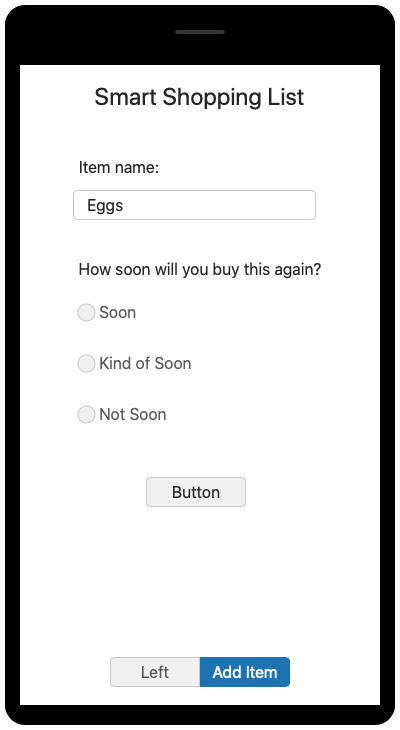 Smart Shopping List
Item name:
Eggs
How soon will you buy this again?
Soon
Kind of Soon
Not Soon
Button
Left Add Item